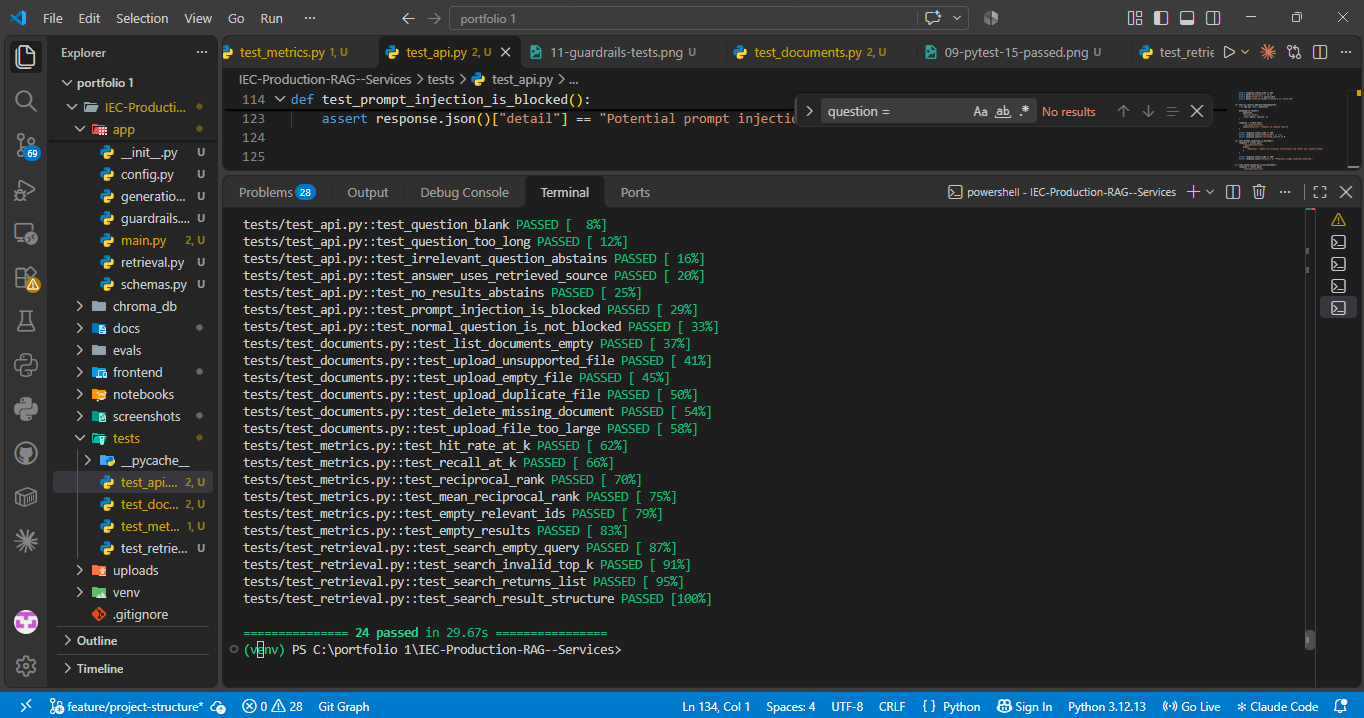 File Edit Selection View Go Run ···
portfolio 1
Explorer ···
portfolio 1
IEC-Producti...
app
__init__.py U
config.py U
generatio... U
guardrails.... U
main.py 2, U
retrieval.py U
schemas.py U
chroma_db
docs
evals
frontend
notebooks
screenshots
tests
__pycache__
test_api.... 2, U
test_doc... 2, U
test_met... 1, U
test_retrie... U
uploads
venv
.gitignore
Outline
Timeline
69
test_metrics.py 1, U
test_api.py 2, U
11-guardrails-tests.png U
test_documents.py 2, U
09-pytest-15-passed.png U
test_retrie
IEC-Production-RAG--Services > tests > test_api.py > ...
114 def test_prompt_injection_is_blocked():
123 assert response.json()["detail"] == "Potential prompt injectio
124
125
question = Aa ab .* No results
Problems 28 Output Debug Console Terminal Ports
powershell - IEC-Production-RAG--Services
tests/test_api.py::test_question_blank PASSED [  8%]
tests/test_api.py::test_question_too_long PASSED [ 12%]
tests/test_api.py::test_irrelevant_question_abstains PASSED [ 16%]
tests/test_api.py::test_answer_uses_retrieved_source PASSED [ 20%]
tests/test_api.py::test_no_results_abstains PASSED [ 25%]
tests/test_api.py::test_prompt_injection_is_blocked PASSED [ 29%]
tests/test_api.py::test_normal_question_is_not_blocked PASSED [ 33%]
tests/test_documents.py::test_list_documents_empty PASSED [ 37%]
tests/test_documents.py::test_upload_unsupported_file PASSED [ 41%]
tests/test_documents.py::test_upload_empty_file PASSED [ 45%]
tests/test_documents.py::test_upload_duplicate_file PASSED [ 50%]
tests/test_documents.py::test_delete_missing_document PASSED [ 54%]
tests/test_documents.py::test_upload_file_too_large PASSED [ 58%]
tests/test_metrics.py::test_hit_rate_at_k PASSED [ 62%]
tests/test_metrics.py::test_recall_at_k PASSED [ 66%]
tests/test_metrics.py::test_reciprocal_rank PASSED [ 70%]
tests/test_metrics.py::test_mean_reciprocal_rank PASSED [ 75%]
tests/test_metrics.py::test_empty_relevant_ids PASSED [ 79%]
tests/test_metrics.py::test_empty_results PASSED [ 83%]
tests/test_retrieval.py::test_search_empty_query PASSED [ 87%]
tests/test_retrieval.py::test_search_invalid_top_k PASSED [ 91%]
tests/test_retrieval.py::test_search_returns_list PASSED [ 95%]
tests/test_retrieval.py::test_search_result_structure PASSED [100%]
=============== 24 passed in 29.67s ================
(venv) PS C:\portfolio 1\IEC-Production-RAG--Services>
feature/project-structure* 0 28 Git Graph
Ln 134, Col 1 Spaces: 4 UTF-8 CRLF { } Python Sign In Python 3.12.13 Go Live Claude Code